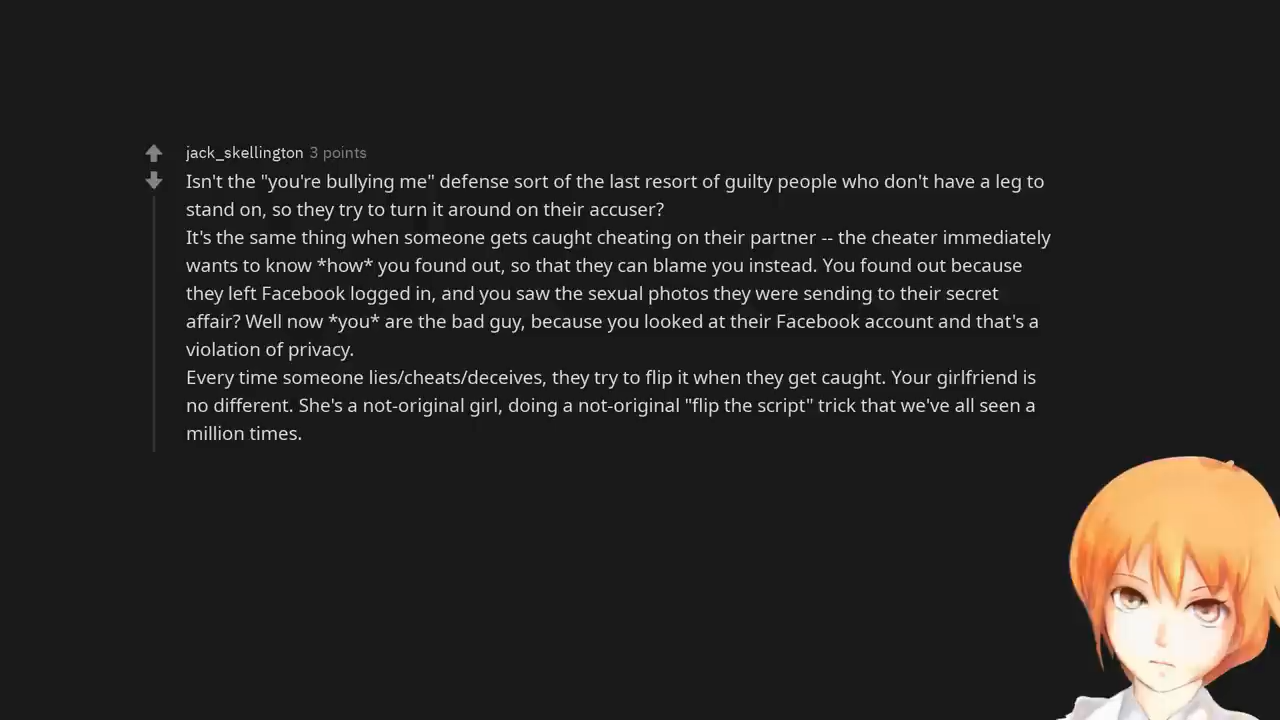 jack_skellington 3 points
Isn't the "you're bullying me" defense sort of the last resort of guilty people who don't have a leg to
stand on, so they try to turn it around on their accuser?
It's the same thing when someone gets caught cheating on their partner -- the cheater immediately
wants to know *how* you found out, so that they can blame you instead. You found out because
they left Facebook logged in, and you saw the sexual photos they were sending to their secret
affair? Well now *you* are the bad guy, because you looked at their Facebook account and that's a
violation of privacy.
Every time someone lies/cheats/deceives, they try to flip it when they get caught. Your girlfriend is
no different. She's a not-original girl, doing a not-original "flip the script" trick that we've all seen a
million times.